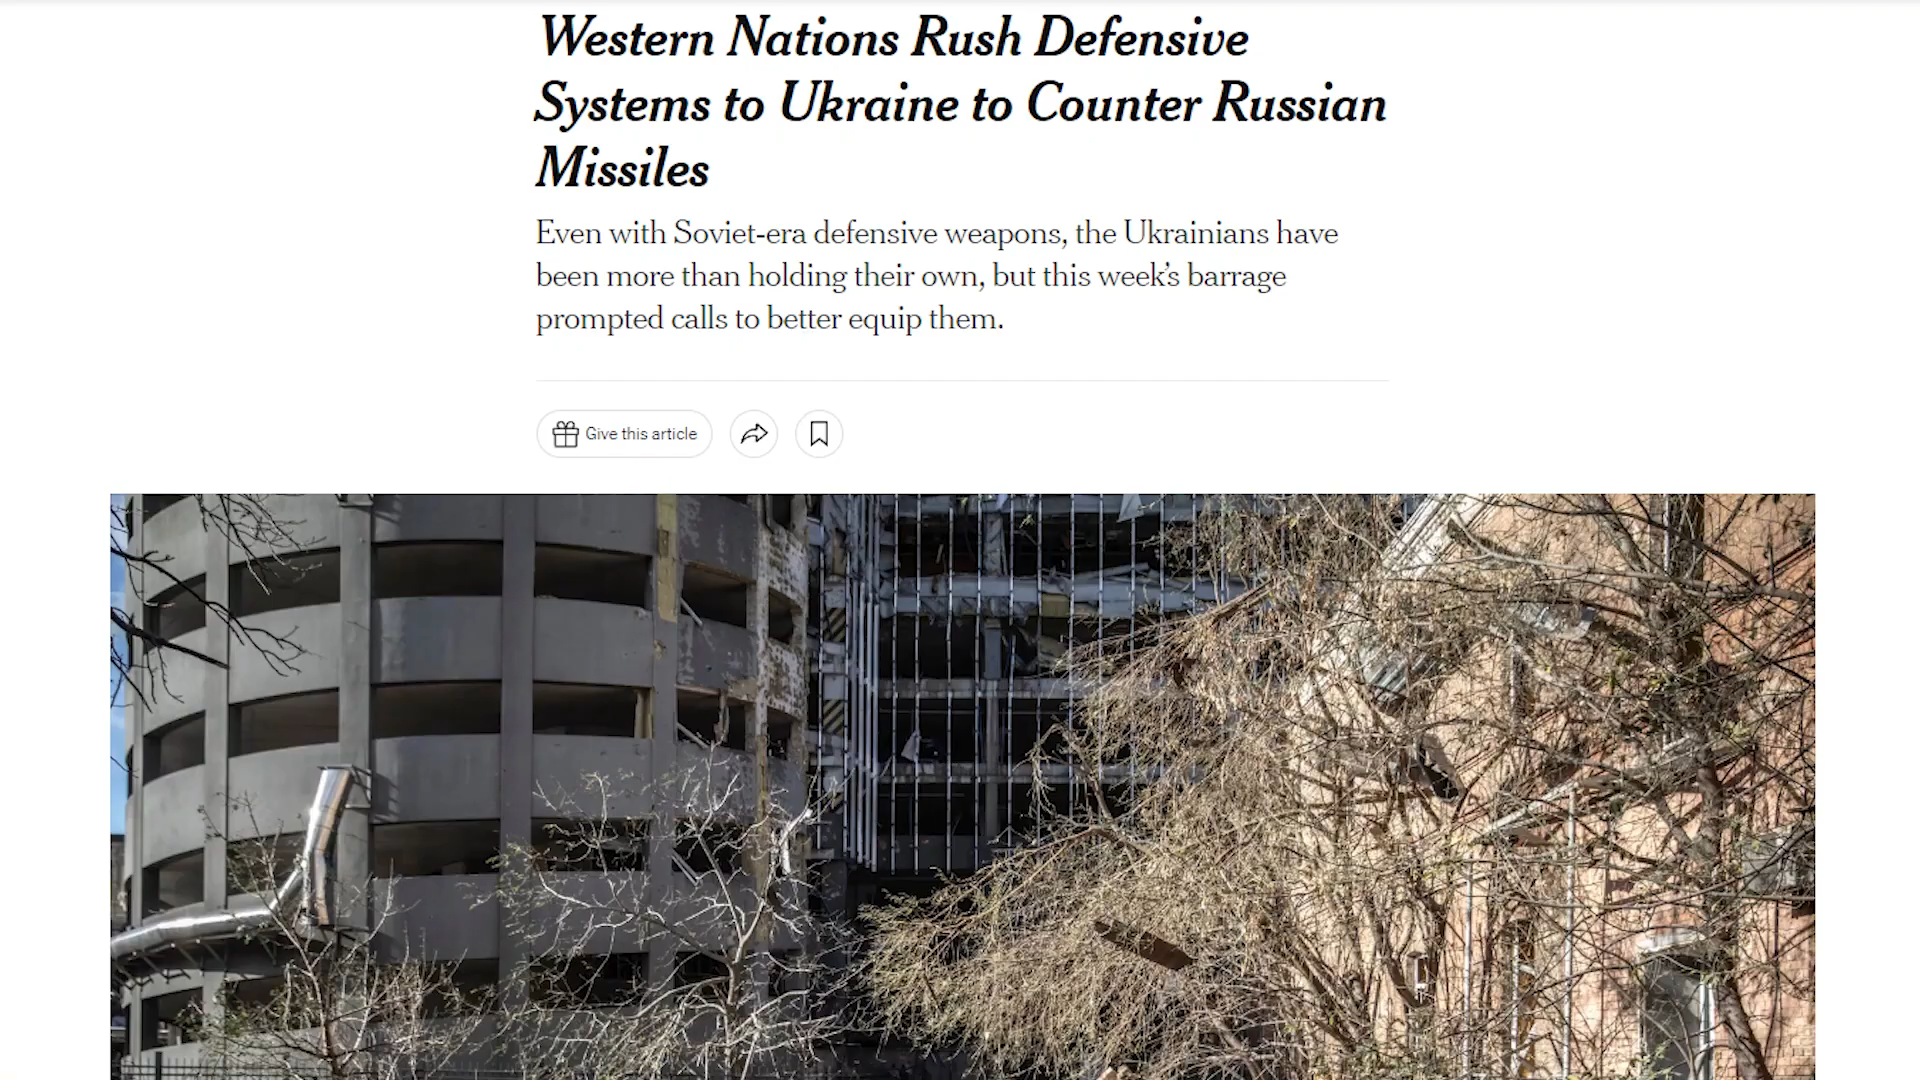 Western Nations Rush Defensive
Systems to Ukraine to Counter Russian
Missiles
Even with Soviet-era defensive weapons, the Ukrainians have
been more than holding their own, but this week’s barrage
prompted calls to better equip them.
Give this article